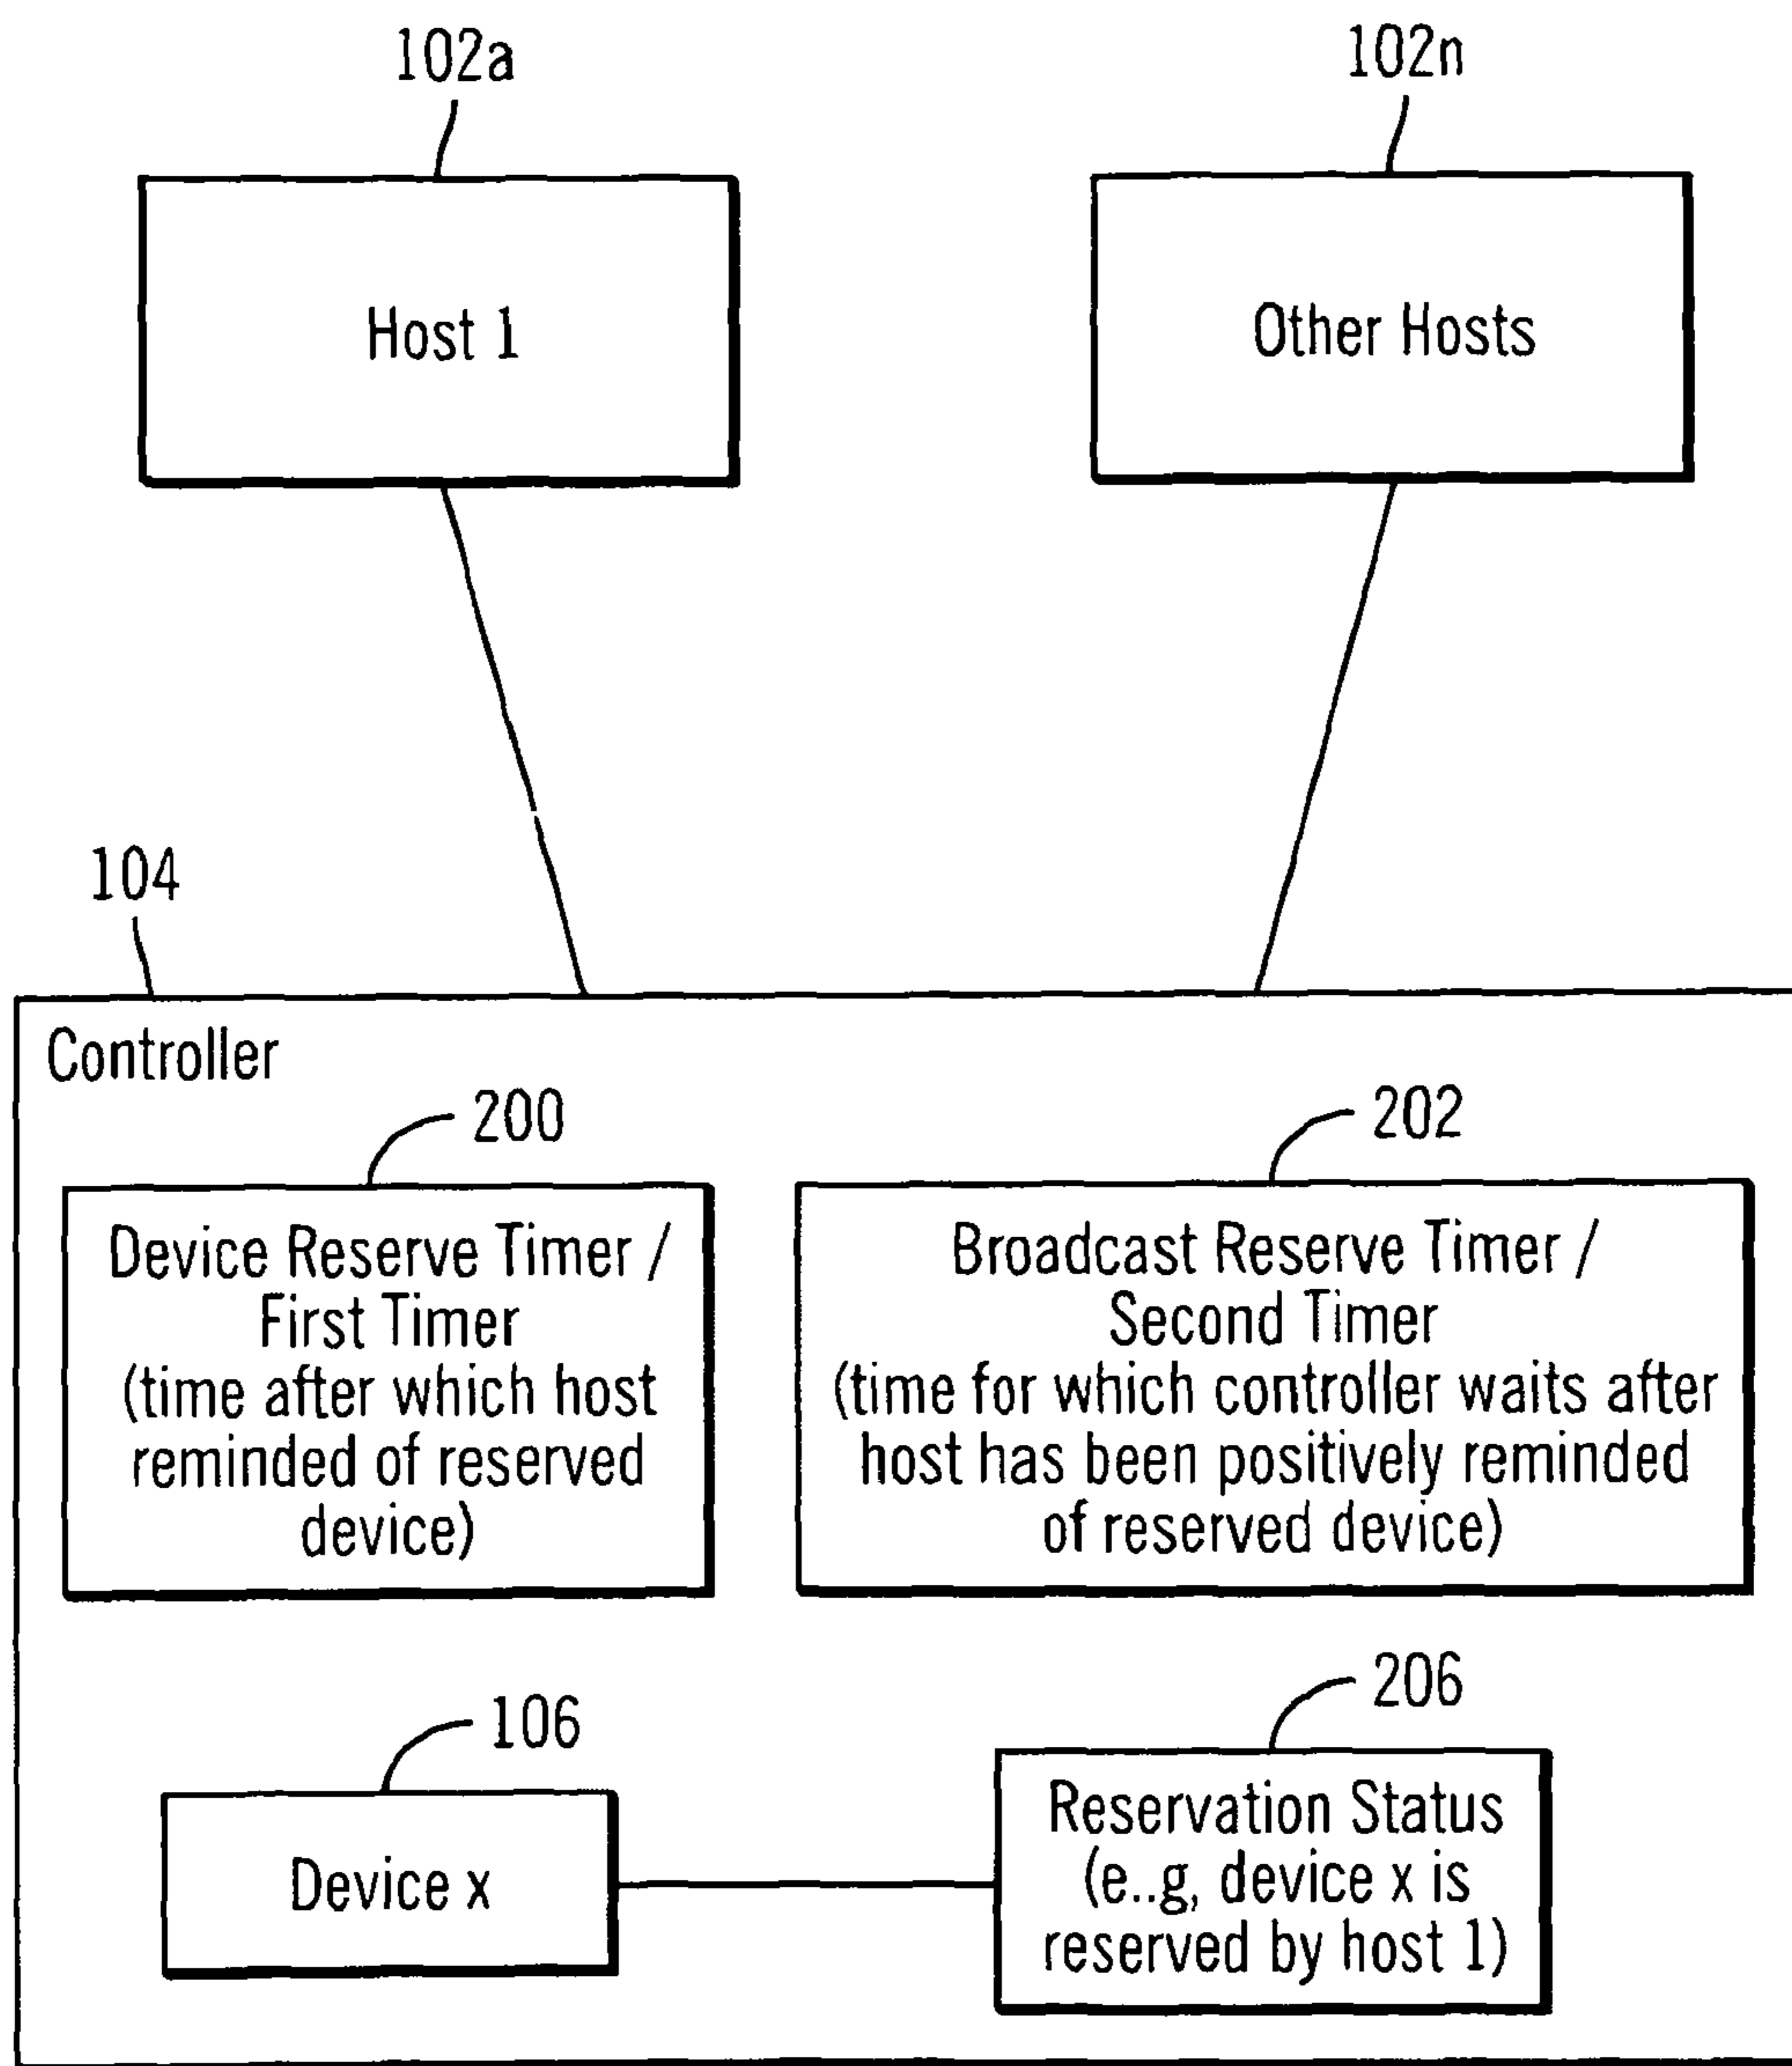 102a
102n
Host 1
Other Hosts
104
Controller
200
202
Device Reserve Timer /
First Timer
(time after which host
reminded of reserved
device)
Broadcast Reserve Timer /
Second Timer
(time for which controller waits after
host has been positively reminded
of reserved device)
106
206
Device x
Reservation Status
(e..g, device x is
reserved by host 1)